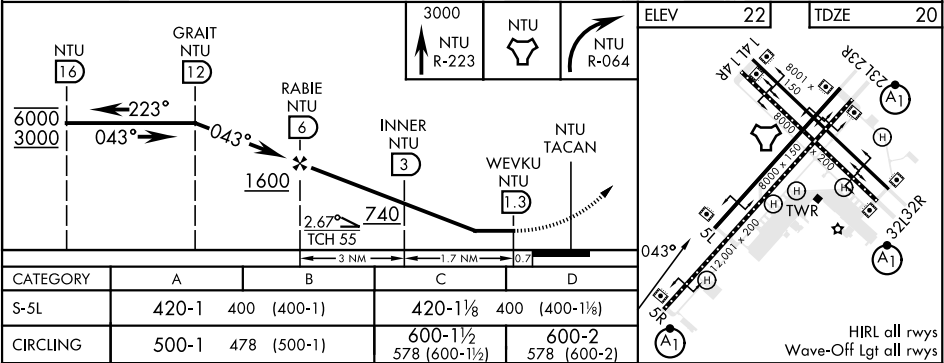 3000
NTU
R-223
NTU
NTU
R-064
NTU
16
GRAIT
NTU
12
6000
3000
223°
043°
043°
RABIE
NTU
6
1600
INNER
NTU
3
740
2.67°
TCH 55
WEVKU
NTU
1.3
NTU
TACAN
3 NM
1.7 NM
0.7
CATEGORY A B C D
S-5L 420-1 400 (400-1) 420-1⅛ 400 (400-1⅛)
CIRCLING 500-1 478 (500-1) 600-1½ 578 (600-1½) 600-2 578 (600-2)
ELEV 22
TDZE 20
14L
14R
8001 x 150
23L
23R
A1
H
8000 x 200
8000 x 150
H
H
H
TWR
5L
12,001 x 200
32L
32R
A1
043°
H
5R
A1
HIRL all rwys
Wave-Off Lgt all rwys